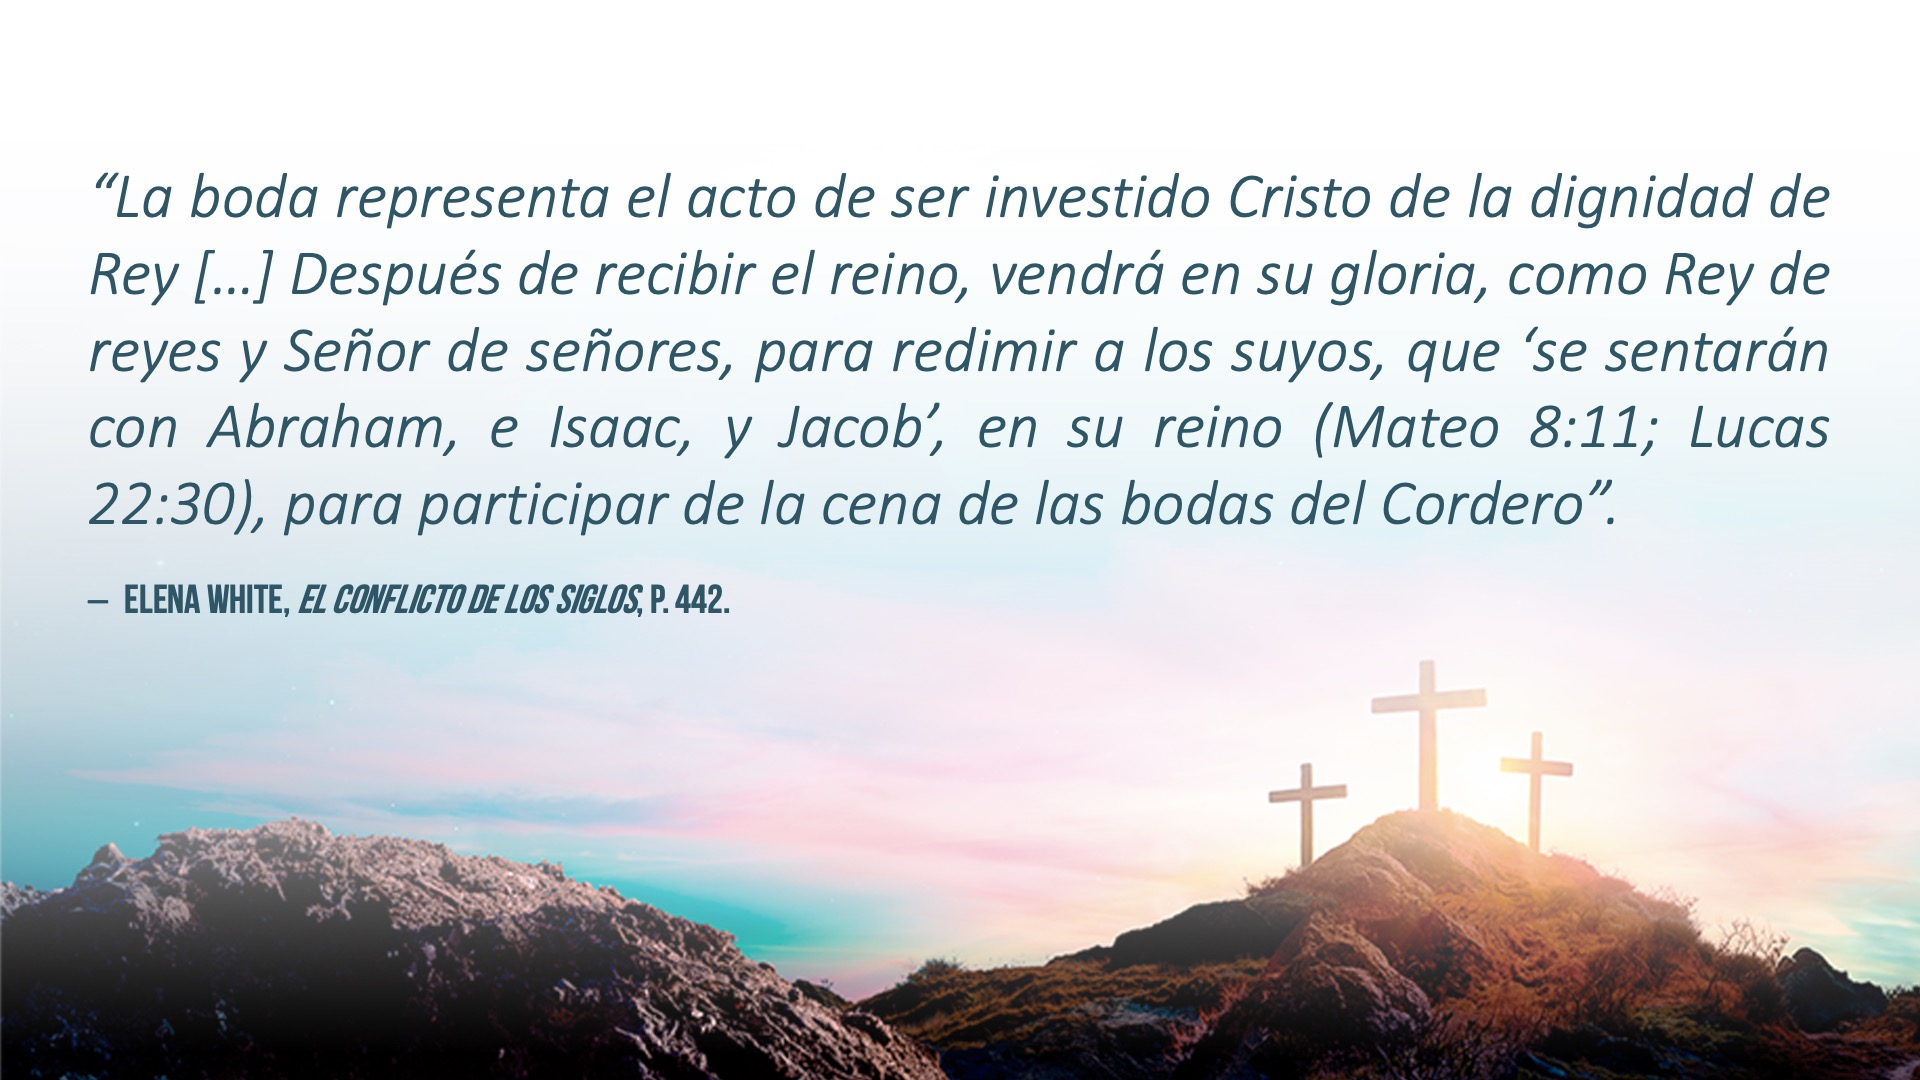 “La boda representa el acto de ser investido Cristo de la dignidad de
Rey [...] Después de recibir el reino, vendrá en su gloria, como Rey de
reyes y Señor de señores, para redimir a los suyos, que ‘se sentarán
con Abraham, e Isaac, y Jacob’, en su reino (Mateo 8:11; Lucas
22:30), para participar de la cena de las bodas del Cordero”.
– ELENA WHITE, EL CONFLICTO DE LOS SIGLOS, P. 442.